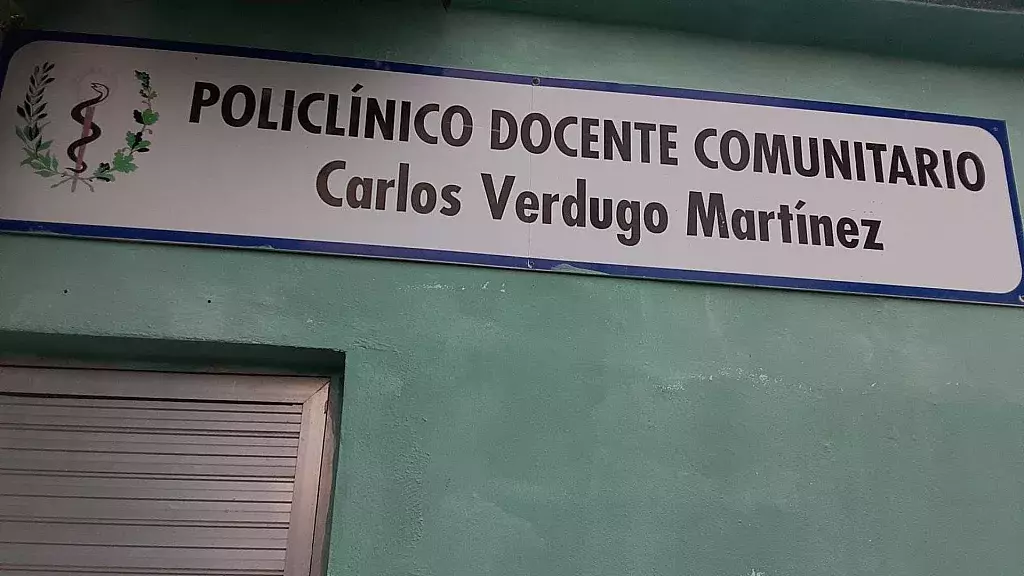 POLICLÍNICO DOCENTE COMUNITARIO
Carlos Verdugo Martínez